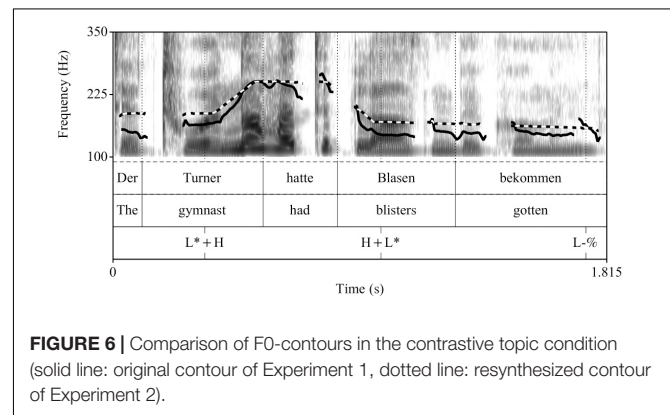 350
225
100
Frequency (Hz)
Der Turner hatte Blasen bekommen
The gymnast had blisters gotten
L*+H H+L* L-%
0 1.815
Time (s)
FIGURE 6 | Comparison of F0-contours in the contrastive topic condition
(solid line: original contour of Experiment 1, dotted line: resynthesized contour
of Experiment 2).